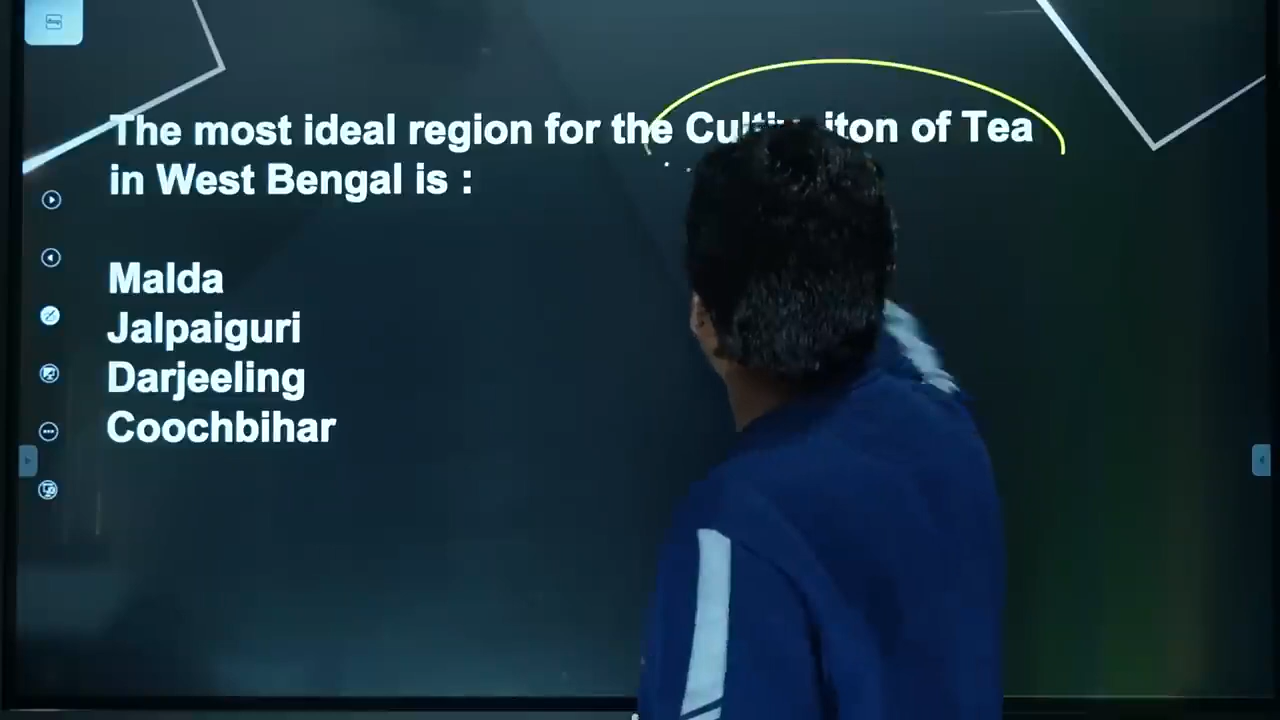 The most ideal region for the of Tea
in West Bengal is :
Malda
Jalpaiguri
Darjeeling
Coochbihar